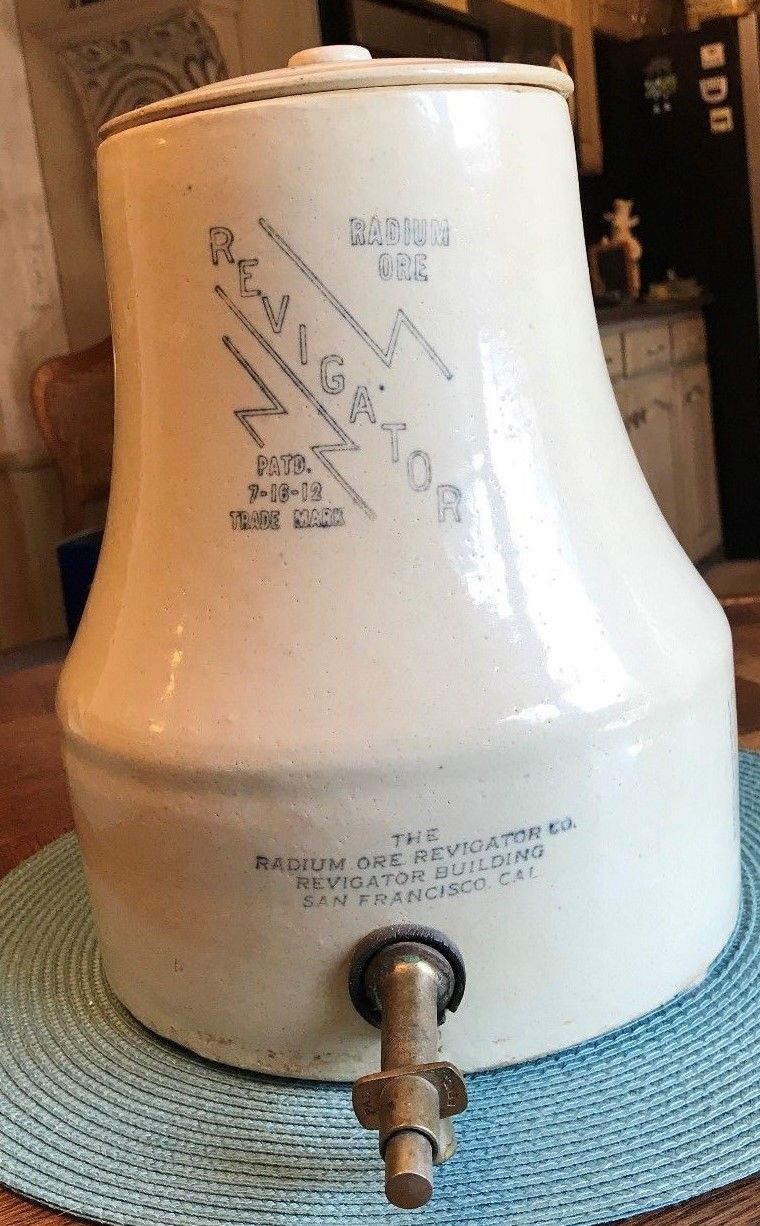 RADIUM
ORE
REVIGATOR
PATD.
7-16-12
TRADE MARK
THE
RADIUM ORE REVIGATOR CO.
REVIGATOR BUILDING
SAN FRANCISCO. CAL